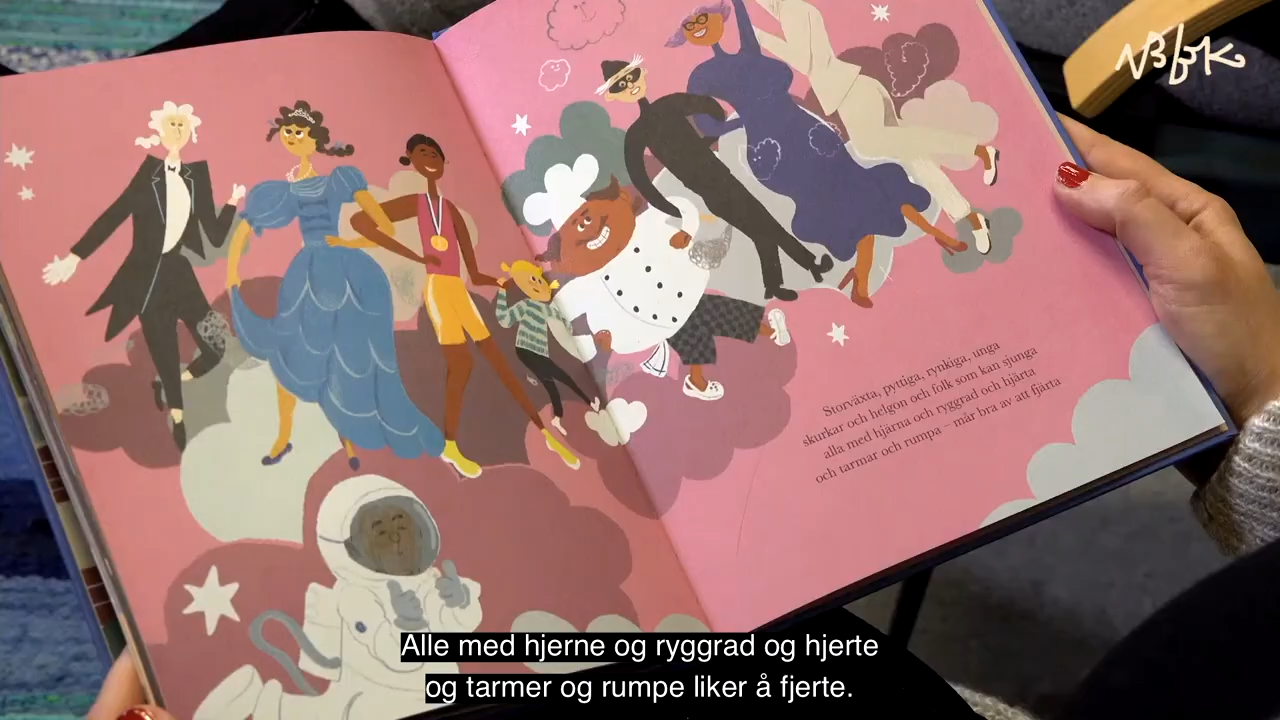 NBbK
Storväxta, pyttiga, rynkiga, unga
skurkar och helgon och folk som kan sjunga
alla med hjärna och ryggrad och hjärta
och tarmar och rumpa – mår bra av att fjärta
Alle med hjerne og ryggrad og hjerte
og tarmer og rumpe liker å fjerte.